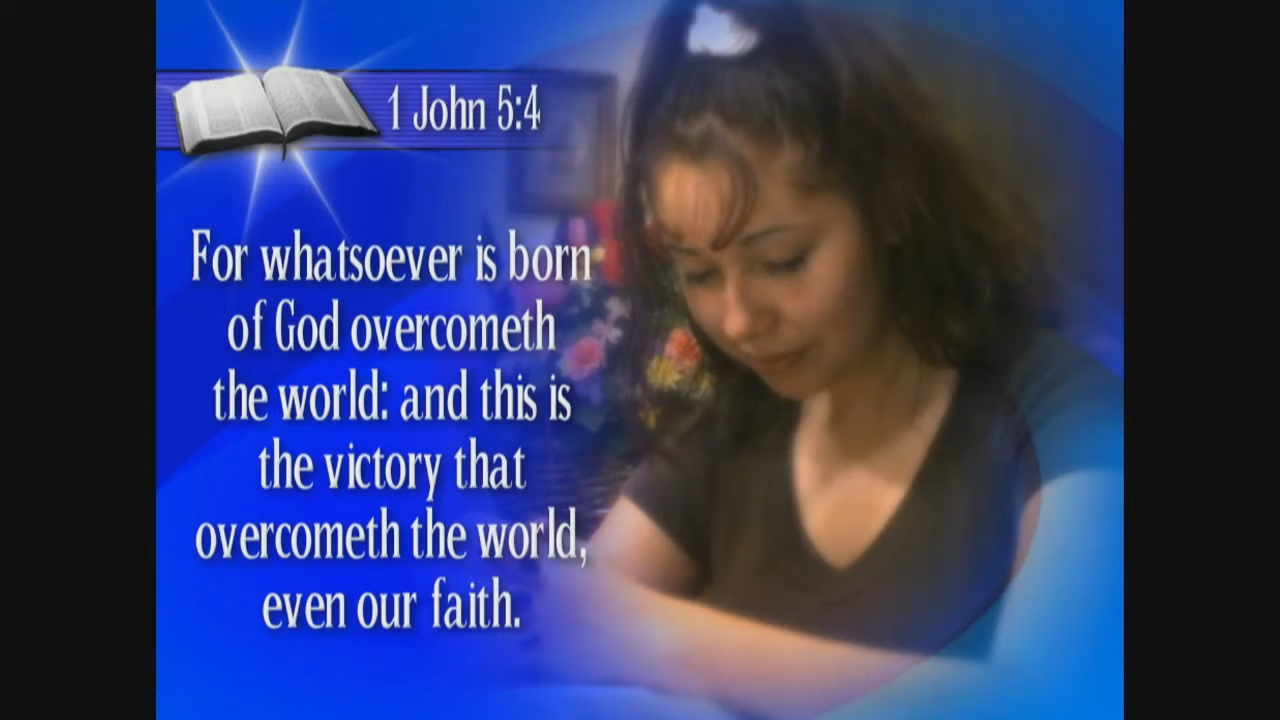 1 John 5:4
For whatsoever is born
of God overcometh
the world: and this is
the victory that
overcometh the world,
even our faith.